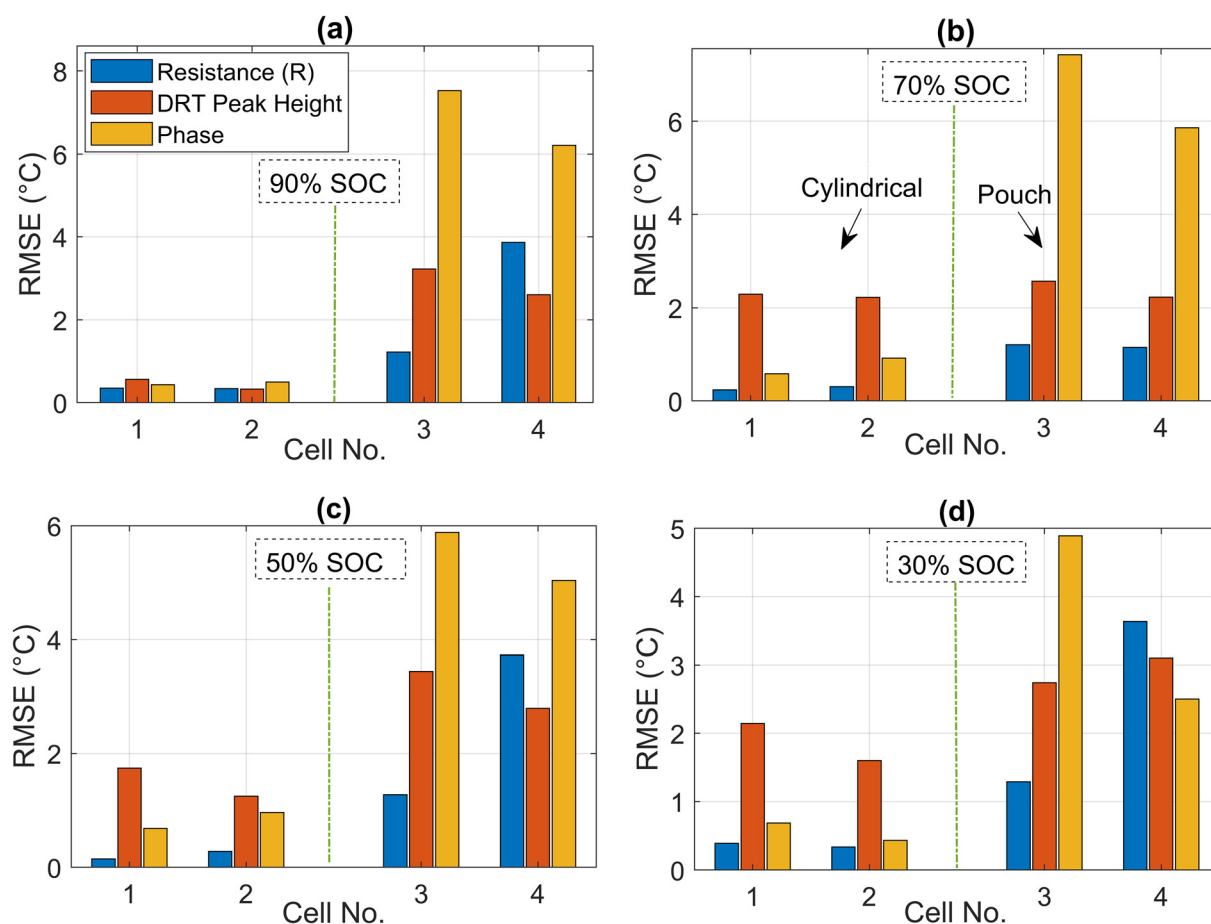 (a)
Resistance (R)
DRT Peak Height
Phase
90% SOC
RMSE (°C)
8
6
4
2
0
1 2 3 4
Cell No.
(b)
70% SOC
Cylindrical
Pouch
RMSE (°C)
6
4
2
0
1 2 3 4
Cell No.
(c)
50% SOC
RMSE (°C)
6
4
2
0
1 2 3 4
Cell No.
(d)
30% SOC
RMSE (°C)
5
4
3
2
1
0
1 2 3 4
Cell No.